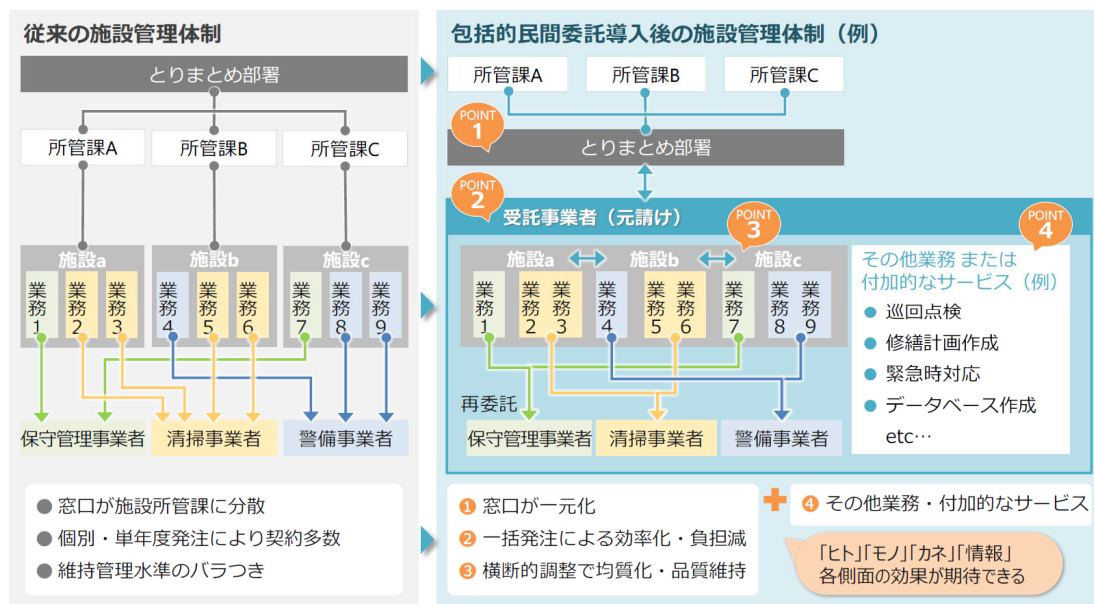 従来の施設管理体制
とりまとめ部署
所管課A
所管課B
所管課C
施設a
施設b
施設c
業務1
業務2
業務3
業務4
業務5
業務6
業務7
業務8
業務9
保守管理事業者
清掃事業者
警備事業者
● 窓口が施設所管課に分散
● 個別・単年度発注により契約多数
● 維持管理水準のバラつき
包括的民間委託導入後の施設管理体制（例）
所管課A
所管課B
所管課C
POINT
1
とりまとめ部署
POINT
2
受託事業者（元請け）
POINT
3
POINT
4
施設a
施設b
施設c
業務1
業務2
業務3
業務4
業務5
業務6
業務7
業務8
業務9
再委託
保守管理事業者
清掃事業者
警備事業者
その他業務 または
付加的なサービス（例）
● 巡回点検
● 修繕計画作成
● 緊急時対応
● データベース作成
etc…
❶ 窓口が一元化
❷ 一括発注による効率化・負担減
❸ 横断的調整で均質化・品質維持
❹ その他業務・付加的なサービス
「ヒト」「モノ」「カネ」「情報」
各側面の効果が期待できる